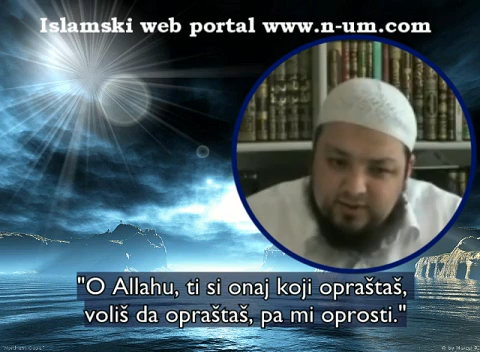 Islamski web portal www.n-um.com
"O Allahu, ti si onaj koji opraštaš,
voliš da opraštaš, pa mi oprosti."